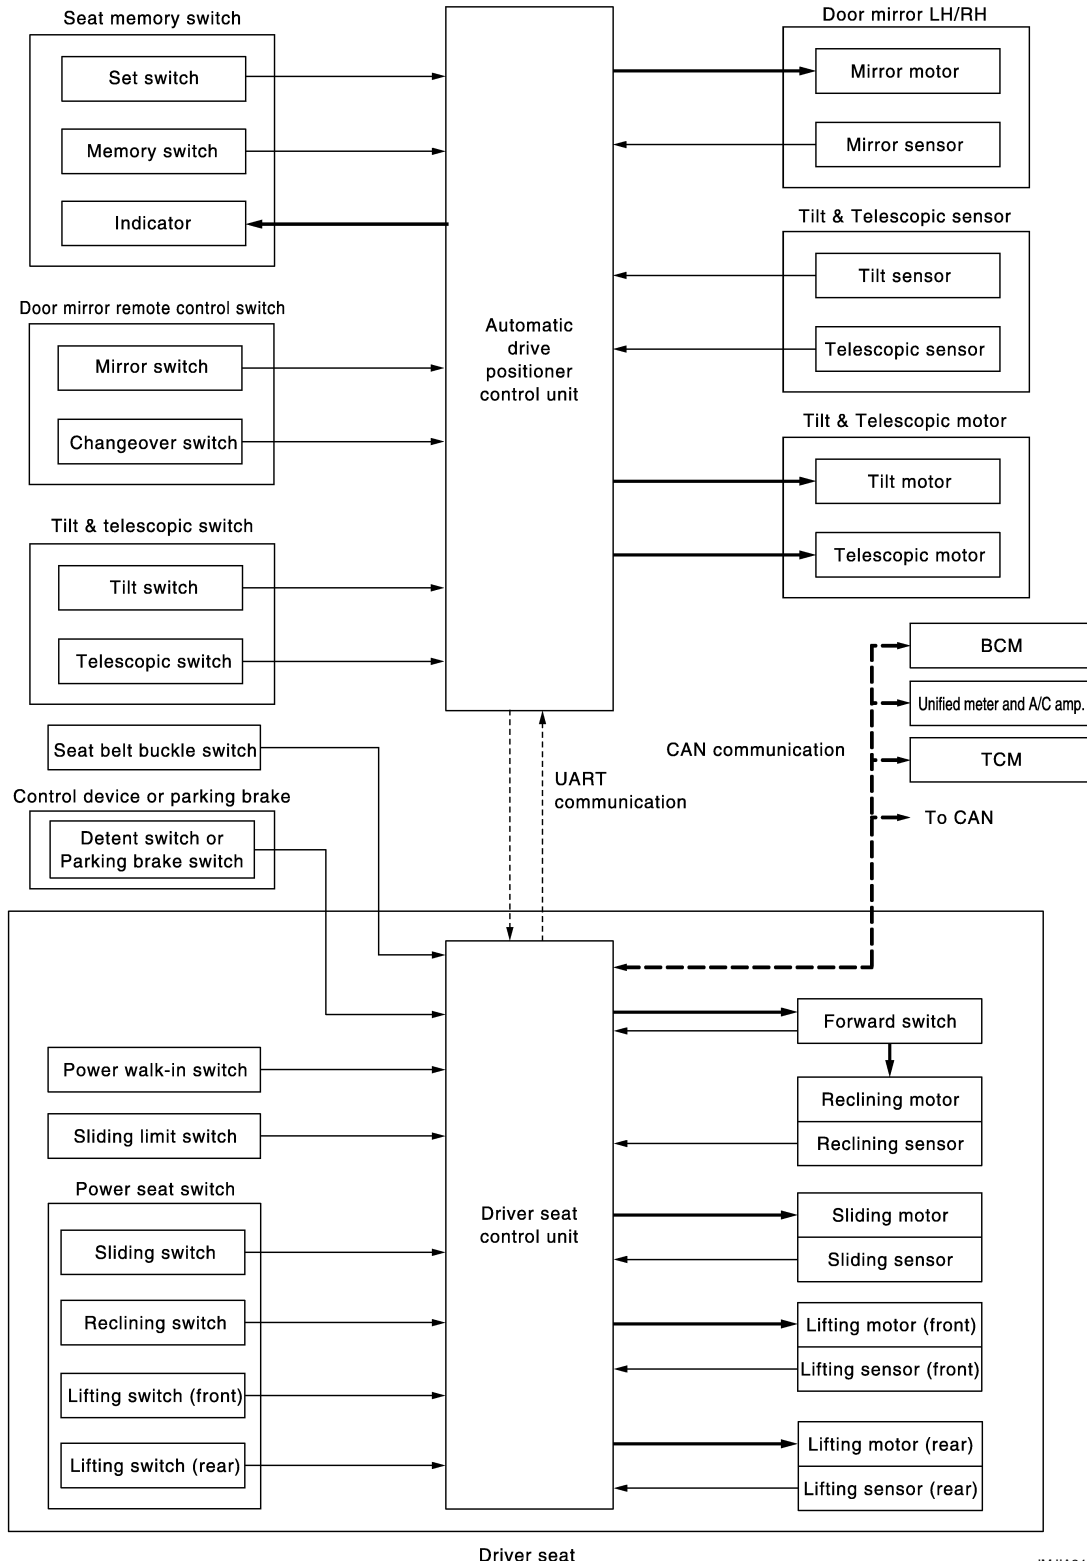 Seat memory switch
Set switch
Memory switch
Indicator
Door mirror remote control switch
Mirror switch
Changeover switch
Tilt & telescopic switch
Tilt switch
Telescopic switch
Seat belt buckle switch
Control device or parking brake
Detent switch or
Parking brake switch
Automatic
drive
positioner
control unit
Door mirror LH/RH
Mirror motor
Mirror sensor
Tilt & Telescopic sensor
Tilt sensor
Telescopic sensor
Tilt & Telescopic motor
Tilt motor
Telescopic motor
UART
communication
CAN communication
BCM
Unified meter and A/C amp.
TCM
To CAN
Power walk-in switch
Sliding limit switch
Power seat switch
Sliding switch
Reclining switch
Lifting switch (front)
Lifting switch (rear)
Driver seat
control unit
Forward switch
Reclining motor
Reclining sensor
Sliding motor
Sliding sensor
Lifting motor (front)
Lifting sensor (front)
Lifting motor (rear)
Lifting sensor (rear)
Driver seat